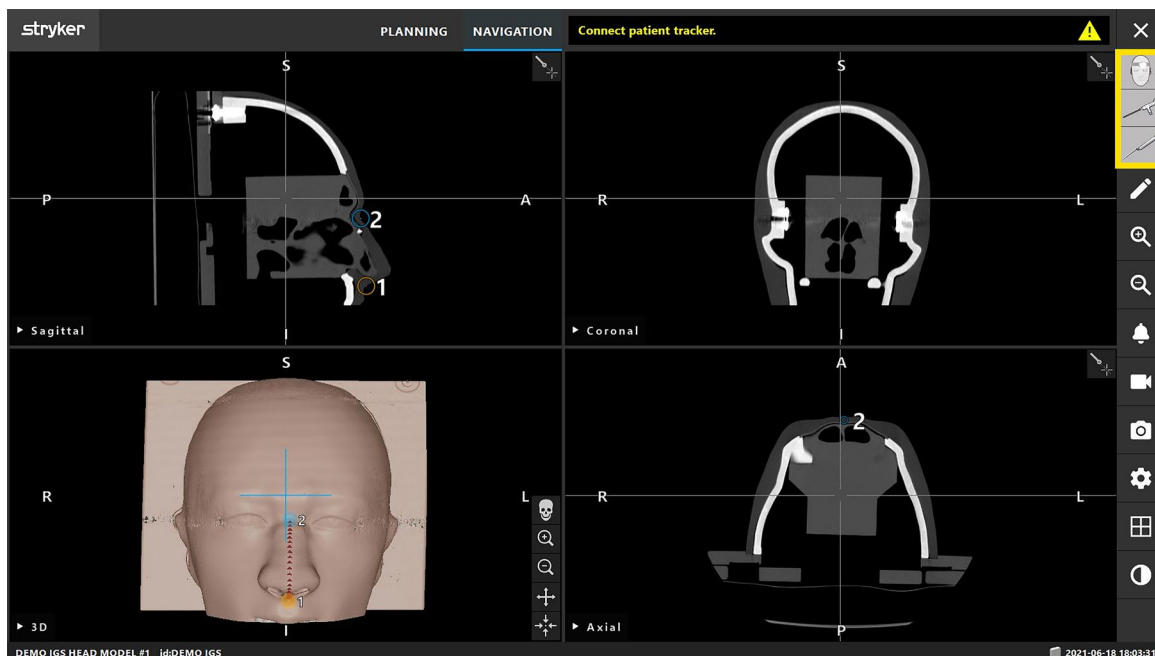 stryker
PLANNING
NAVIGATION
Connect patient tracker.
S
P
A
2
1
Sagittal
I
S
R
L
Coronal
I
S
R
L
2
1
3D
I
A
R
L
2
Axial
P
DEMO IGS HEAD MODEL #1 id:DEMO IGS
2021-06-18 18:03:31